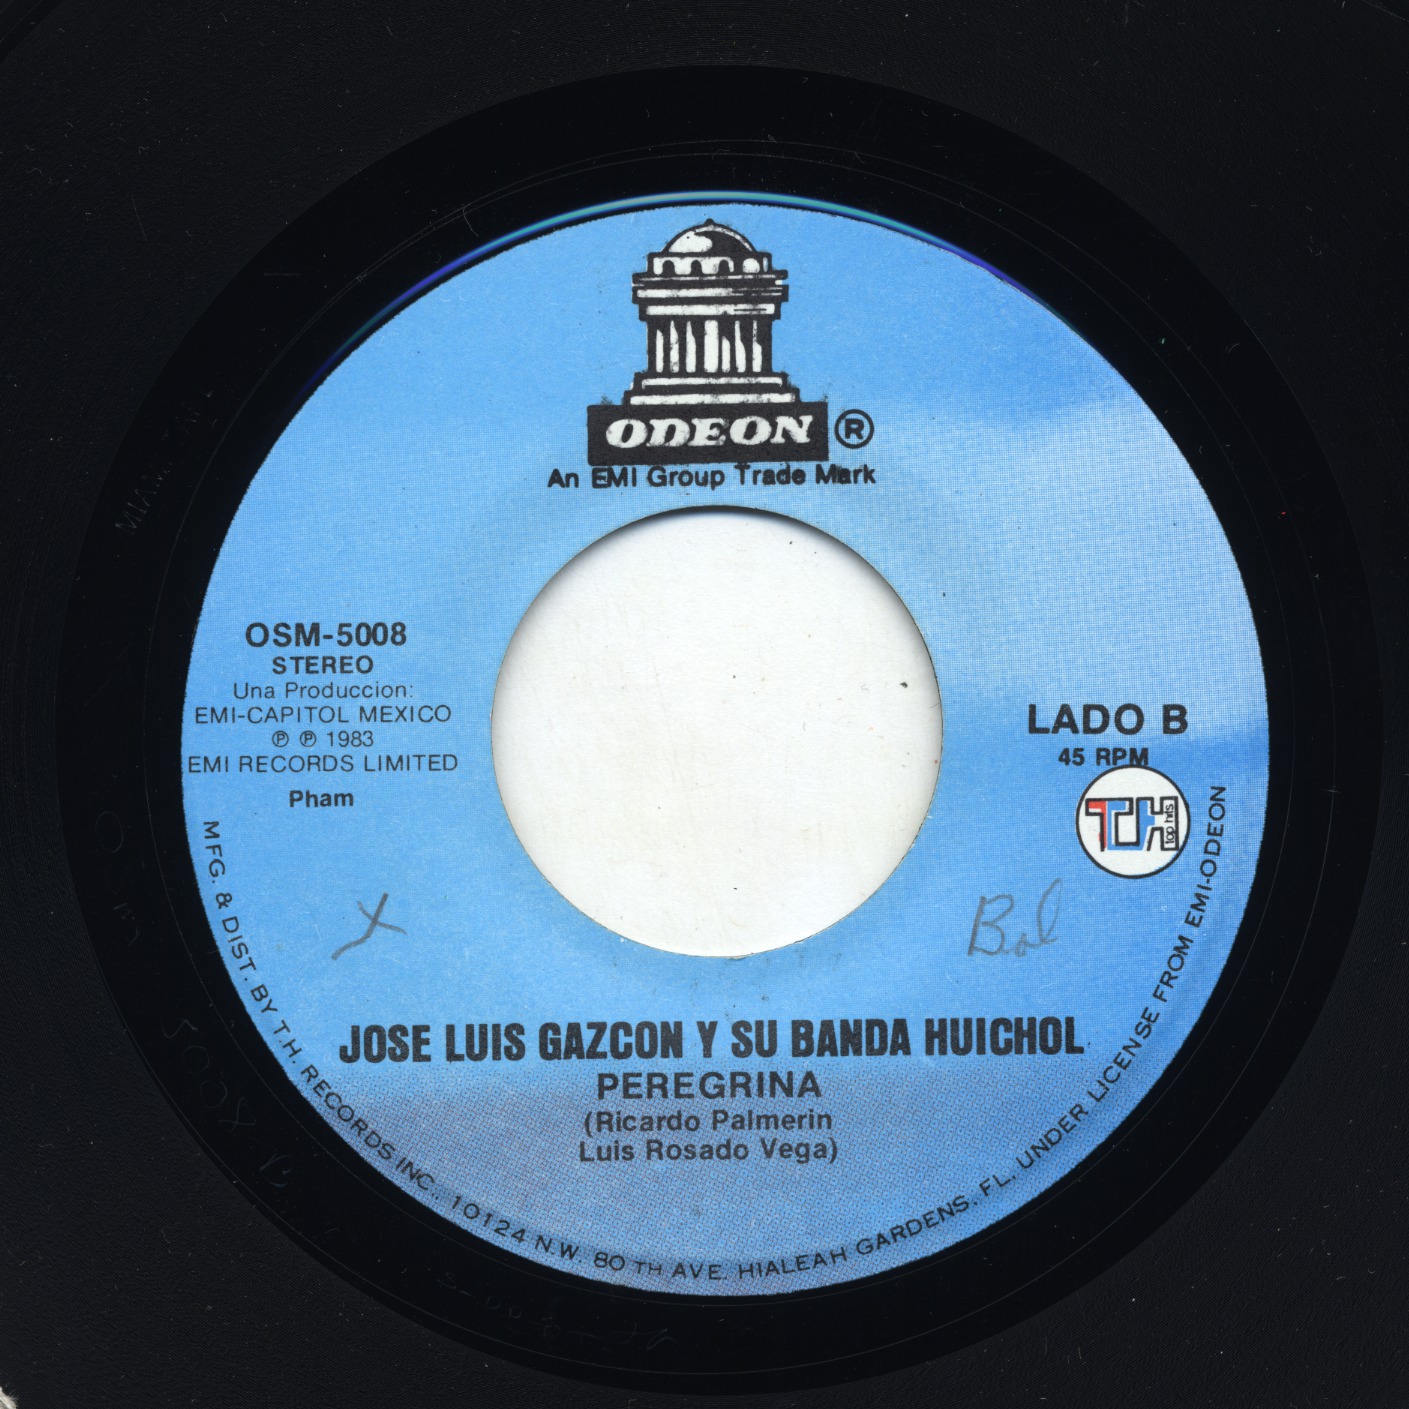 ODEON ®
An EMI Group Trade Mark
OSM-5008
STEREO
Una Produccion:
EMI-CAPITOL MEXICO
℗ ℗ 1983
EMI RECORDS LIMITED
Pham
LADO B
45 RPM
TH
top hits
X
Bol
JOSE LUIS GAZCON Y SU BANDA HUICHOL
PEREGRINA
(Ricardo Palmerin
Luis Rosado Vega)
MFG. & DIST. BY T.H. RECORDS INC., 10124 N.W. 80 TH AVE. HIALEAH GARDENS. FL. UNDER LICENSE FROM EMI-ODEON